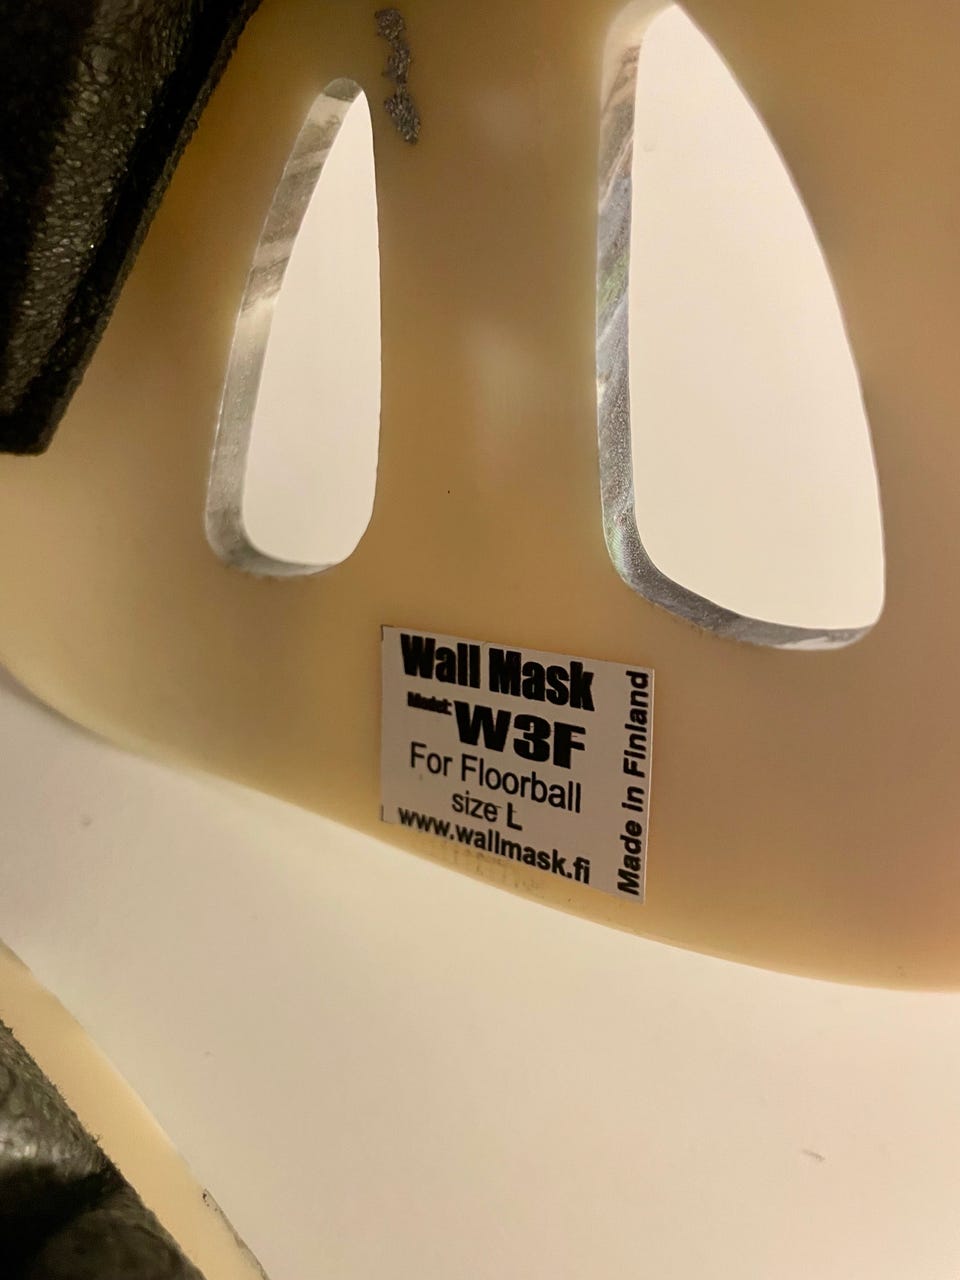 Wall Mask
Model: W3F
For Floorball
size L
www.wallmask.fi
Made in Finland